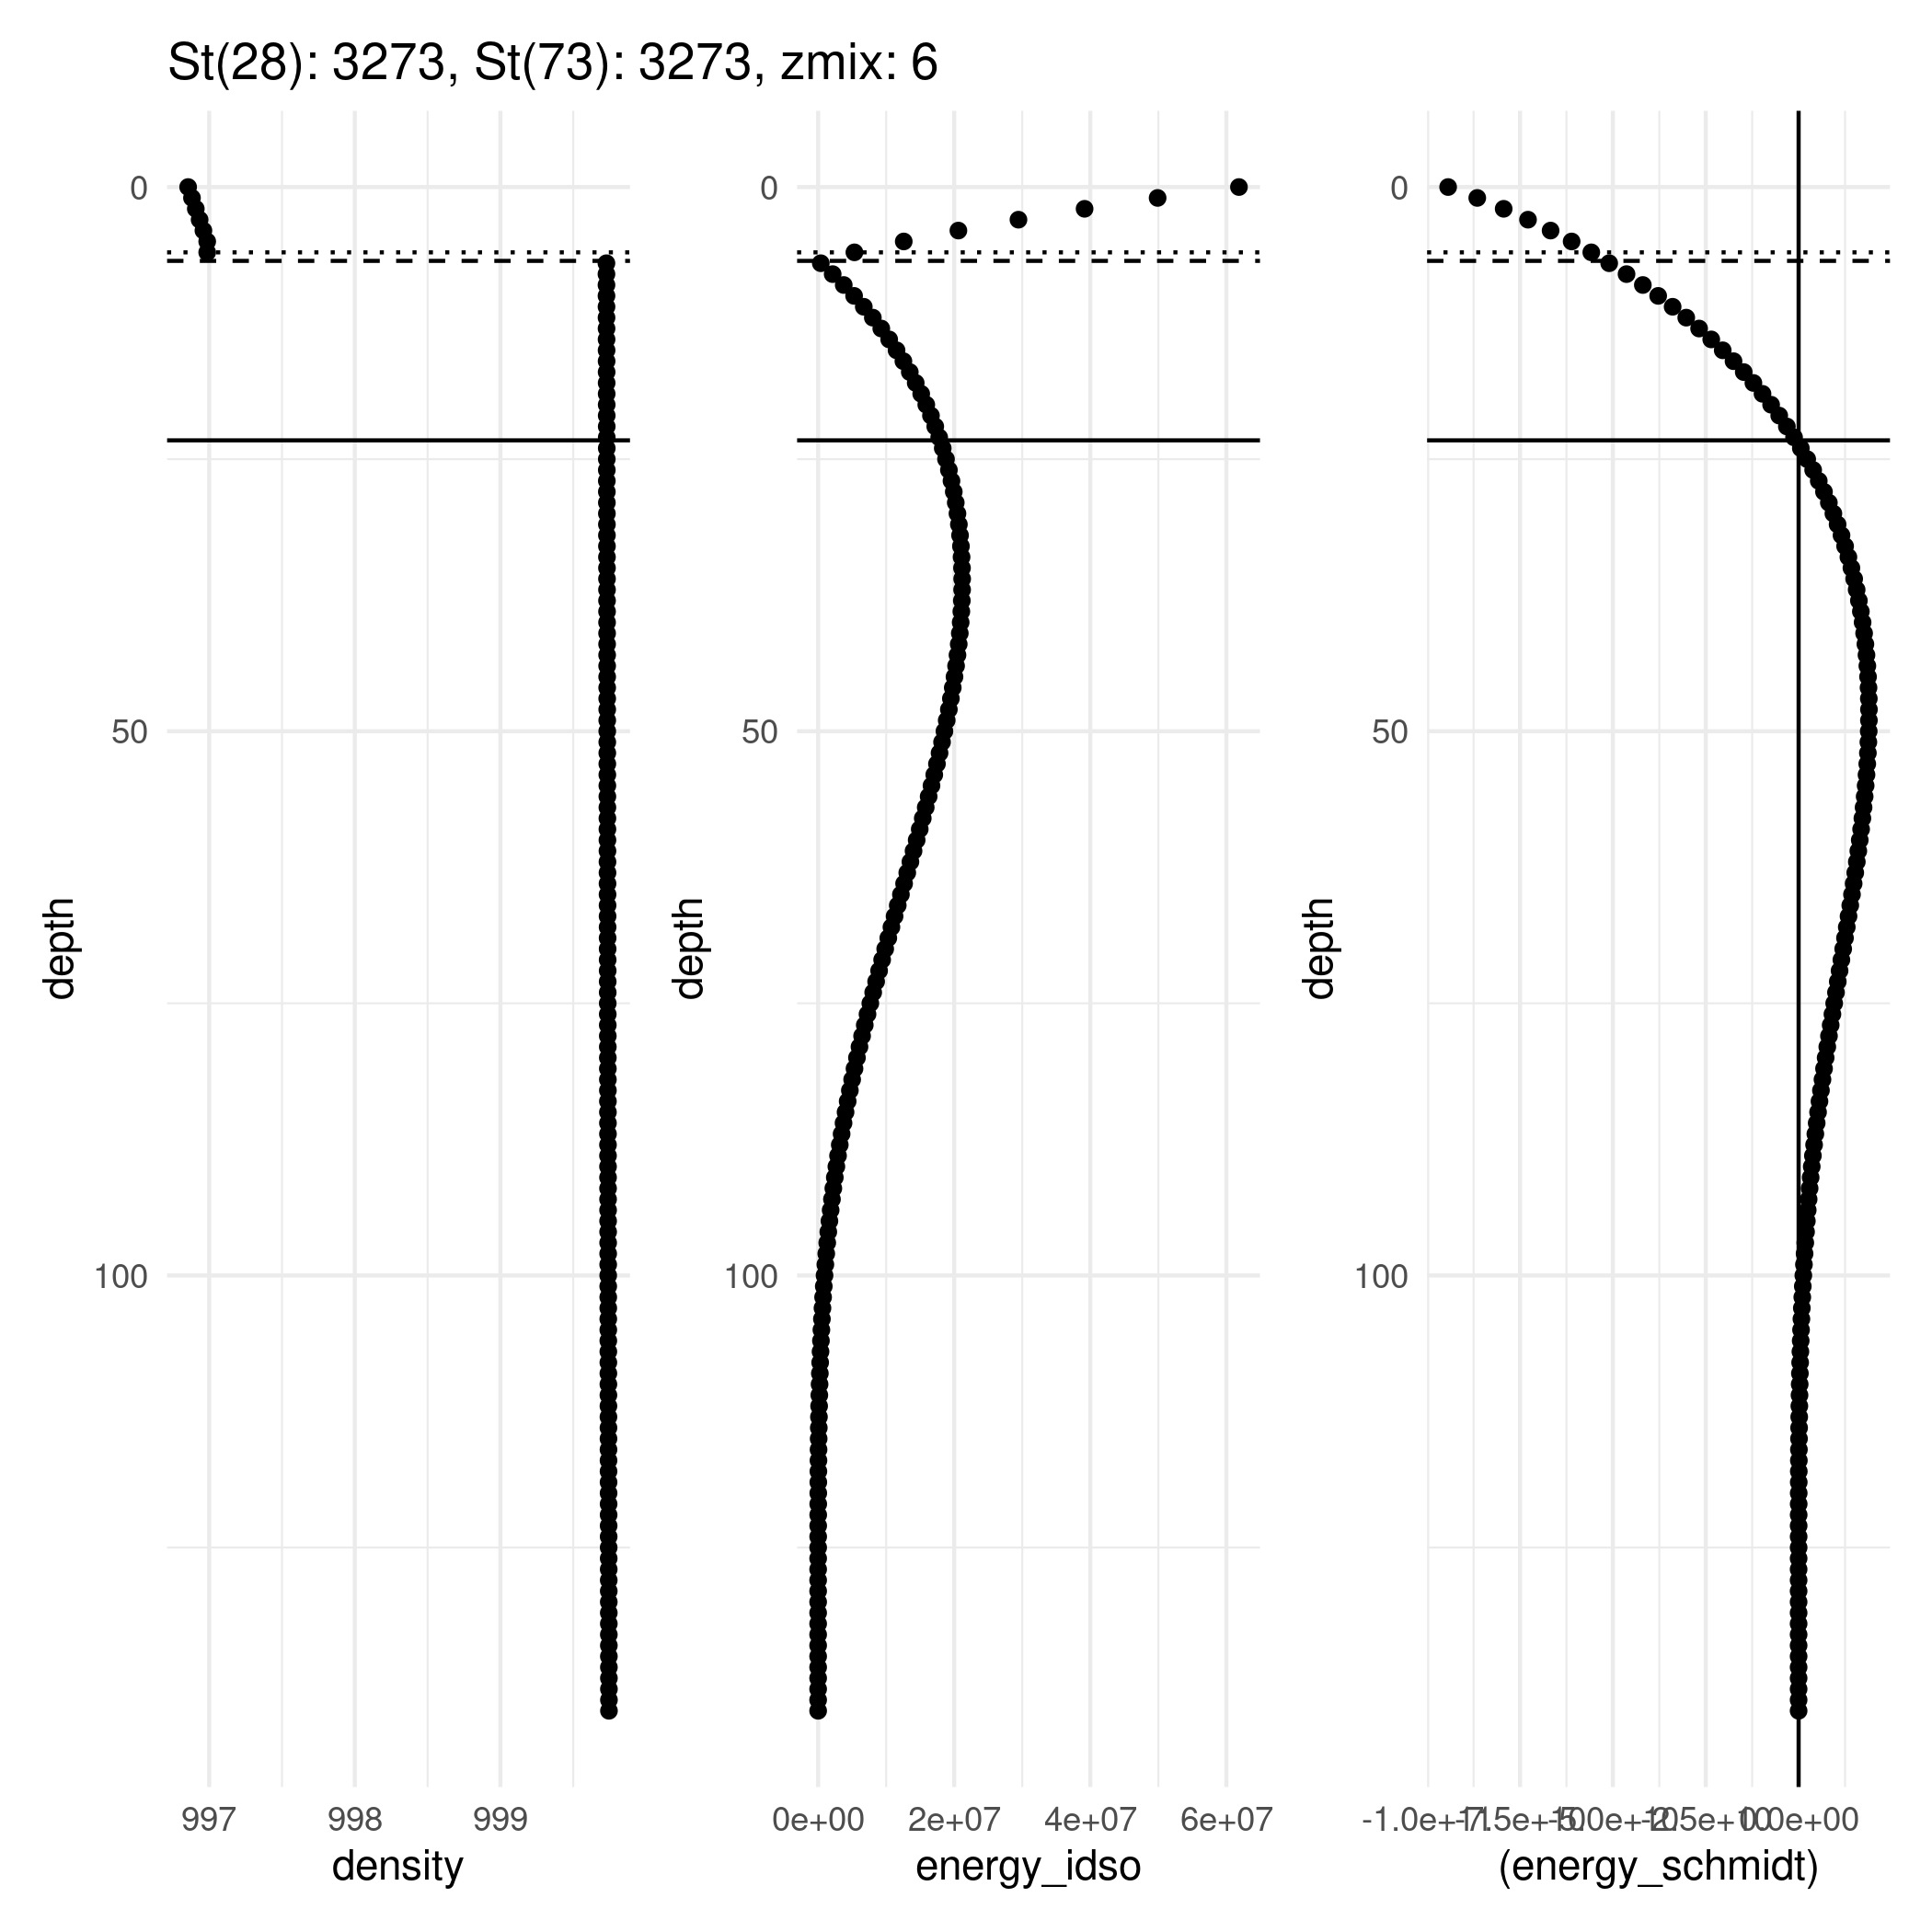 St(28): 3273, St(73): 3273, zmix: 6
0
50
100
depth
997 998 999
density
0
50
100
depth
0e+00 2e+07 4e+07 6e+07
energy_idso
0
50
100
depth
0.0e+00
(energy_schmidt)